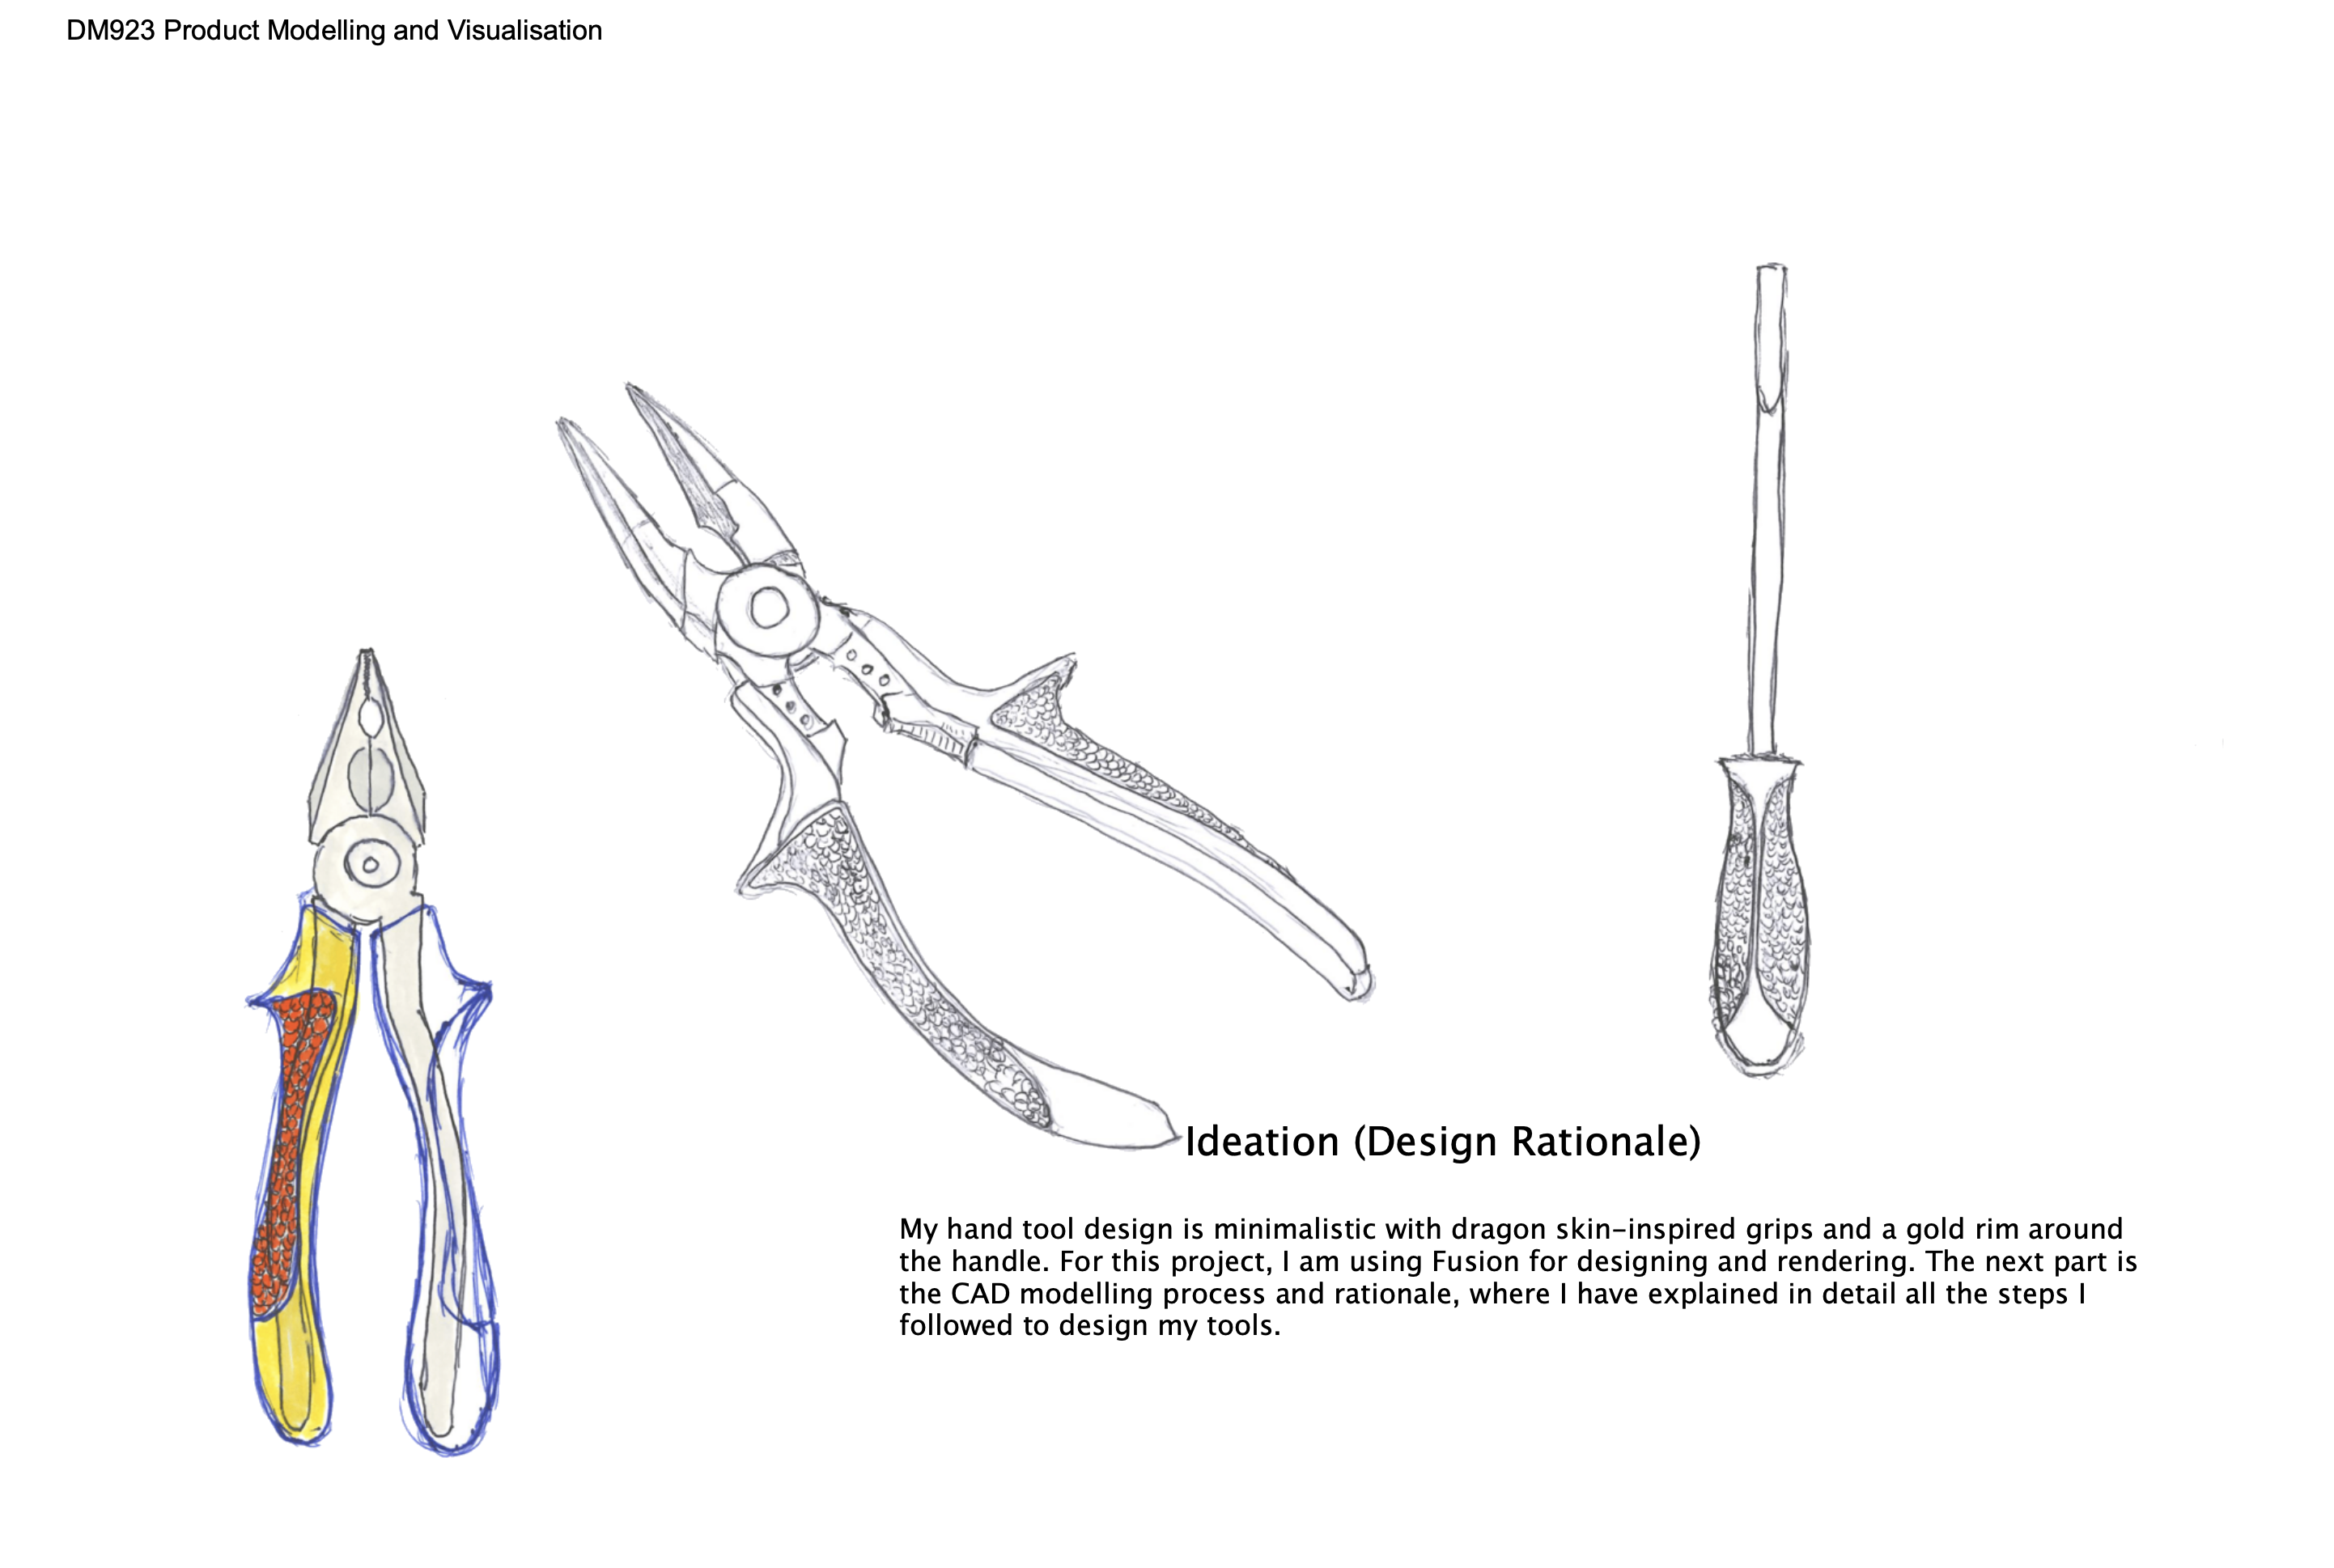 DM923 Product Modelling and Visualisation
Ideation (Design Rationale)
My hand tool design is minimalistic with dragon skin-inspired grips and a gold rim around
the handle. For this project, I am using Fusion for designing and rendering. The next part is
the CAD modelling process and rationale, where I have explained in detail all the steps I
followed to design my tools.